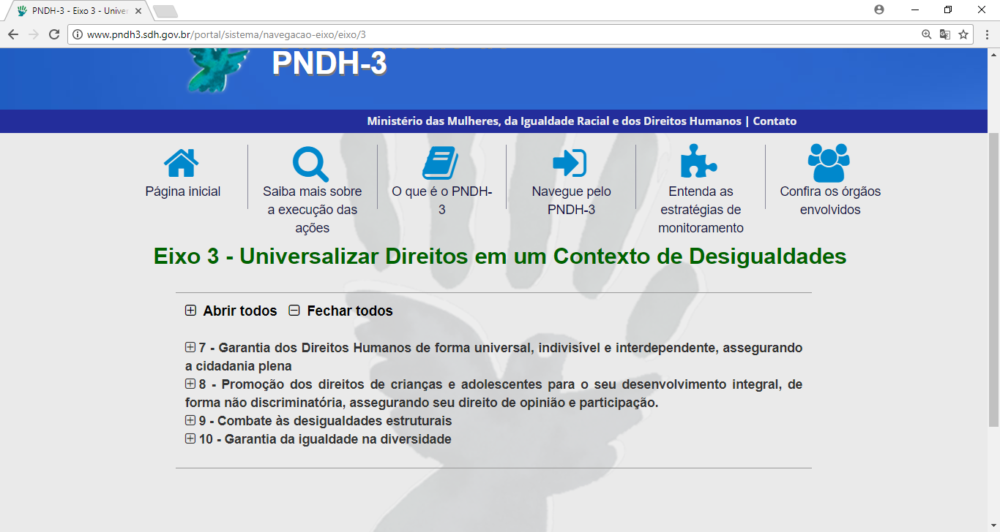 PNDH-3 - Eixo 3 - Univer
www.pndh3.sdh.gov.br/portal/sistema/navegacao-eixo/eixo/3
PNDH-3
Ministério das Mulheres, da Igualdade Racial e dos Direitos Humanos | Contato
Página inicial
Saiba mais sobre
a execução das
ações
O que é o PNDH-
3
Navegue pelo
PNDH-3
Entenda as
estratégias de
monitoramento
Confira os órgãos
envolvidos
Eixo 3 - Universalizar Direitos em um Contexto de Desigualdades
Abrir todos Fechar todos
7 - Garantia dos Direitos Humanos de forma universal, indivisível e interdependente, assegurando
a cidadania plena
8 - Promoção dos direitos de crianças e adolescentes para o seu desenvolvimento integral, de
forma não discriminatória, assegurando seu direito de opinião e participação.
9 - Combate às desigualdades estruturais
10 - Garantia da igualdade na diversidade